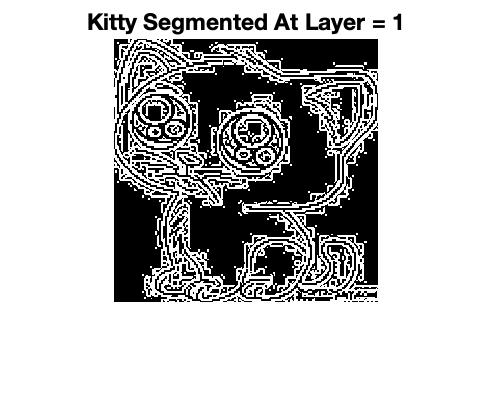 Kitty Segmented At Layer = 1